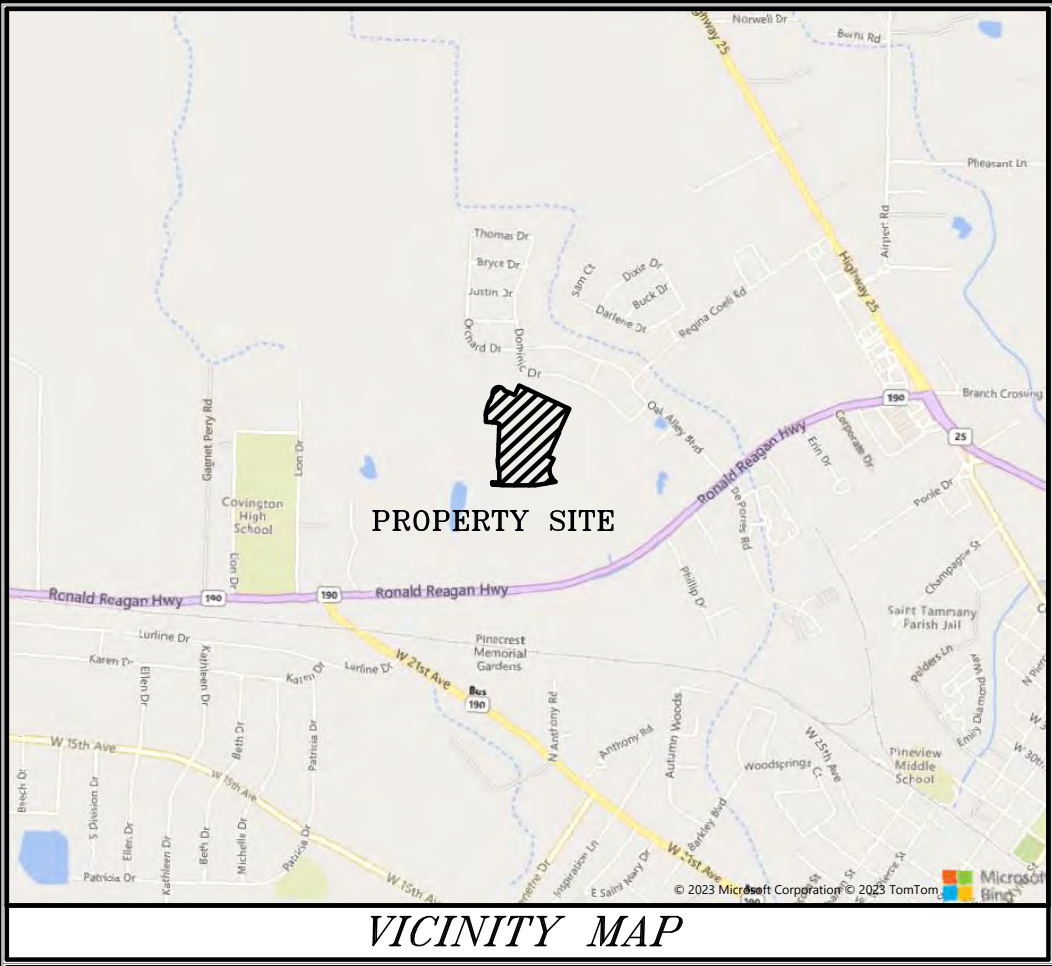 Norwell Dr
Highway 25
Pheasant Ln
Airport Rd
Thomas Dr
Bryce Dr
Justin Dr
Orchard Dr
Dominic Dr
Sam Ct
Dixie Dr
Buck Dr
Darlene Dr
Regina Coeli Rd
Highway 25
190
Branch Crossing
25
Oak Alley Blvd
Ronald Reagan Hwy
Corporate Dr
Erin Dr
Gagnet Perry Rd
Lion Dr
Covington
High
School
Lion Dr
PROPERTY SITE
De Porres Rd
Champagne St
Phillip Dr
Ronald Reagan Hwy
190
190
Ronald Reagan Hwy
Saint Tammany
Parish Jail
Lurline Dr
Karen Dr
Ellen Dr
Kathleen Dr
Karen Dr
Lurline Dr
W 21st Ave
Pinecrest
Memorial
Gardens
Bus
190
Emily Diamond Way
N Anthony Rd
Anthony Rd
Autumn Woods
Beth Dr
Patricia Dr
W 15th Ave
W 15th Ave
Woodsprings
Ct
W 25th Ave
Pineview
Middle
School
W 30th
Beech Dr
S Division Dr
Ellen Dr
Kathleen Dr
Beth Dr
Michelle Dr
Patricia Dr
Patricia Dr
W 15th Av
Inspiration Ln
E Saint Mary Dr
Barkley Blvd
W 21st Ave
190
© 2023 Microsoft Corporation © 2023 TomTom
Microsoft
Bing
VICINITY MAP